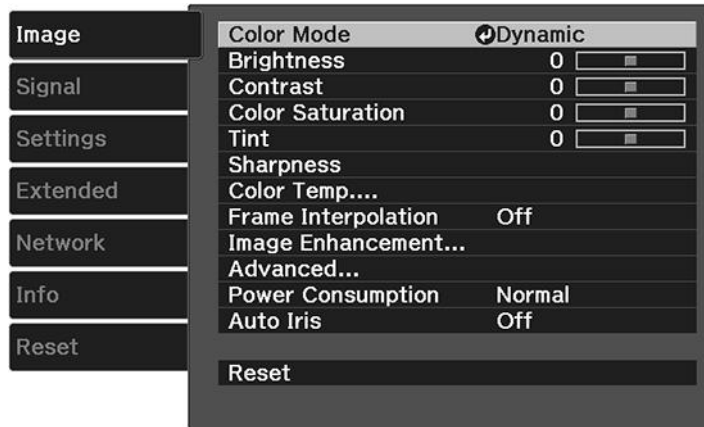 Image
Signal
Settings
Extended
Network
Info
Reset
Color Mode Dynamic
Brightness 0
Contrast 0
Color Saturation 0
Tint 0
Sharpness
Color Temp....
Frame Interpolation Off
Image Enhancement...
Advanced...
Power Consumption Normal
Auto Iris Off
Reset